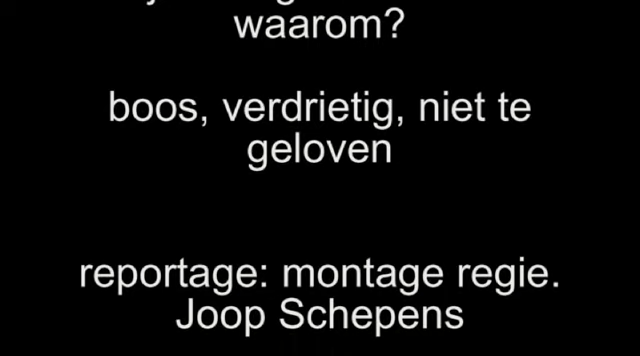 waarom?
boos, verdrietig, niet te
geloven
reportage: montage regie.
Joop Schepens